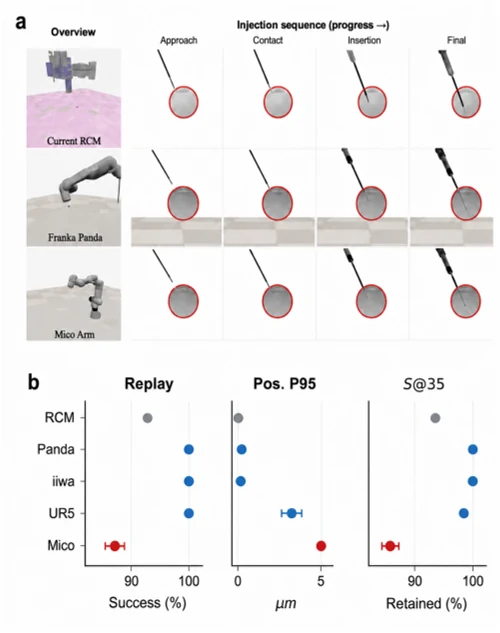 a
Overview
Injection sequence (progress →)
Approach
Contact
Insertion
Final
Current RCM
Franka Panda
Mico Arm
b
Replay
Pos. P95
S@35
RCM
Panda
iiwa
UR5
Mico
90
100
0
5
90
100
Success (%)
μm
Retained (%)